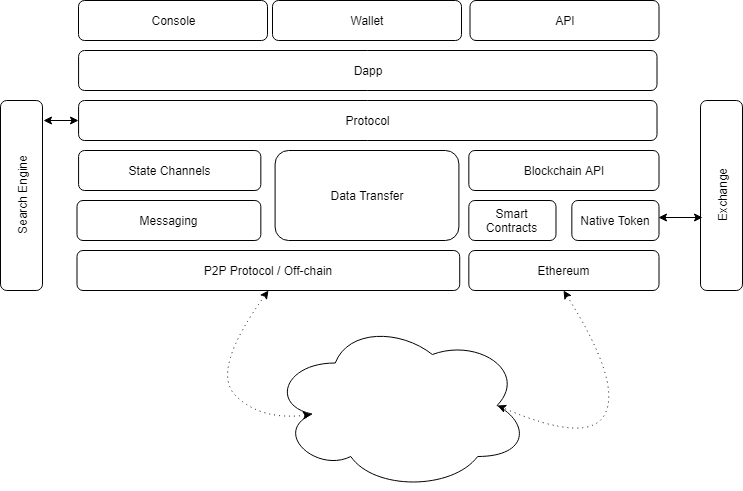 Console
Wallet
API
Dapp
Protocol
Search Engine
Exchange
State Channels
Data Transfer
Blockchain API
Messaging
Smart
Contracts
Native Token
P2P Protocol / Off-chain
Ethereum